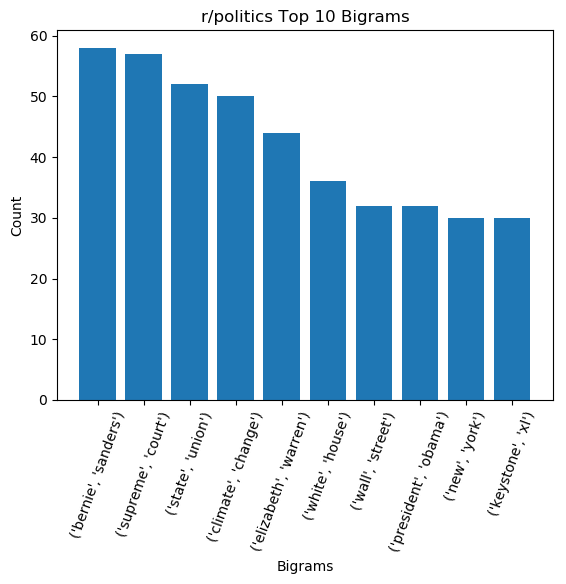 r/politics Top 10 Bigrams
Count
60
50
40
30
20
10
0
('bernie', 'sanders')
('supreme', 'court')
('state', 'union')
('climate', 'change')
('elizabeth', 'warren')
('white', 'house')
('wall', 'street')
('president', 'obama')
('new', 'york')
('keystone', 'xl')
Bigrams